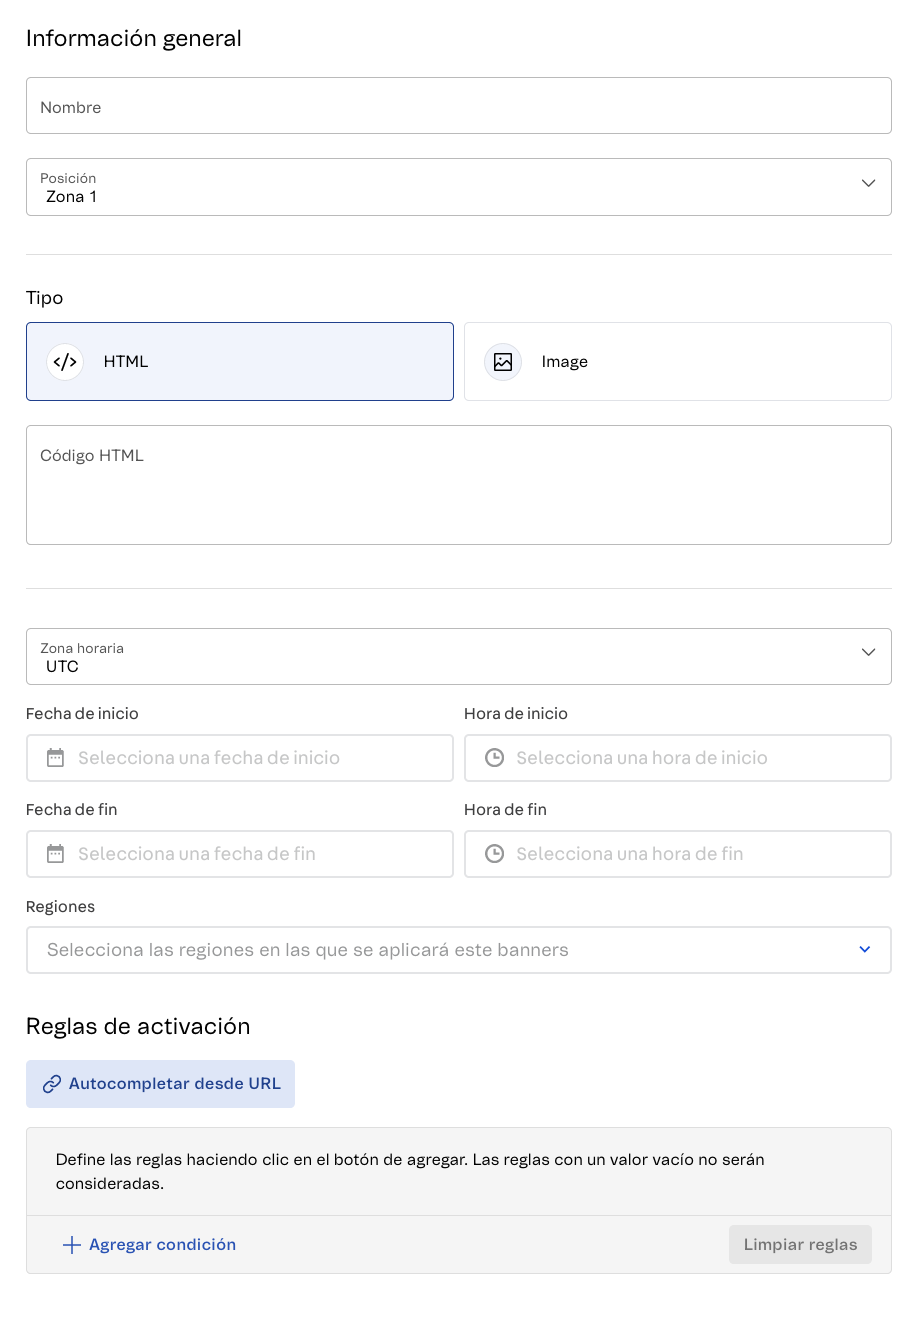 Información general
Nombre
Posición
Zona 1
Tipo
HTML
Image
Código HTML
Zona horaria
UTC
Fecha de inicio
Hora de inicio
Selecciona una fecha de inicio
Selecciona una hora de inicio
Fecha de fin
Hora de fin
Selecciona una fecha de fin
Selecciona una hora de fin
Regiones
Selecciona las regiones en las que se aplicará este banners
Reglas de activación
Autocompletar desde URL
Define las reglas haciendo clic en el botón de agregar. Las reglas con un valor vacío no serán
consideradas.
Agregar condición
Limpiar reglas